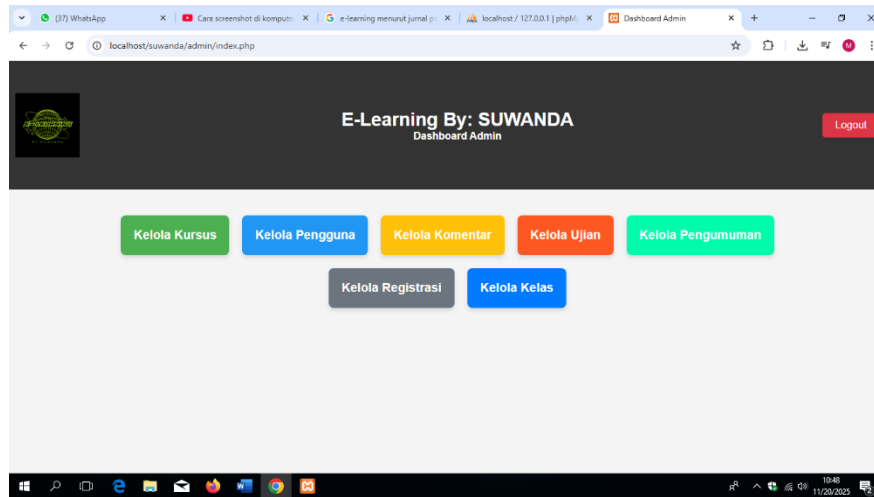 (37) WhatsApp
Cara screenshot di kompute
e-learning menurut jurnal p
localhost / 127.0.0.1 | phpM
Dashboard Admin
localhost/suwanda/admin/index.php
M
E-Learning By: SUWANDA
Dashboard Admin
Logout
Kelola Kursus
Kelola Pengguna
Kelola Komentar
Kelola Ujian
Kelola Pengumuman
Kelola Registrasi
Kelola Kelas
10:48
11/20/2025